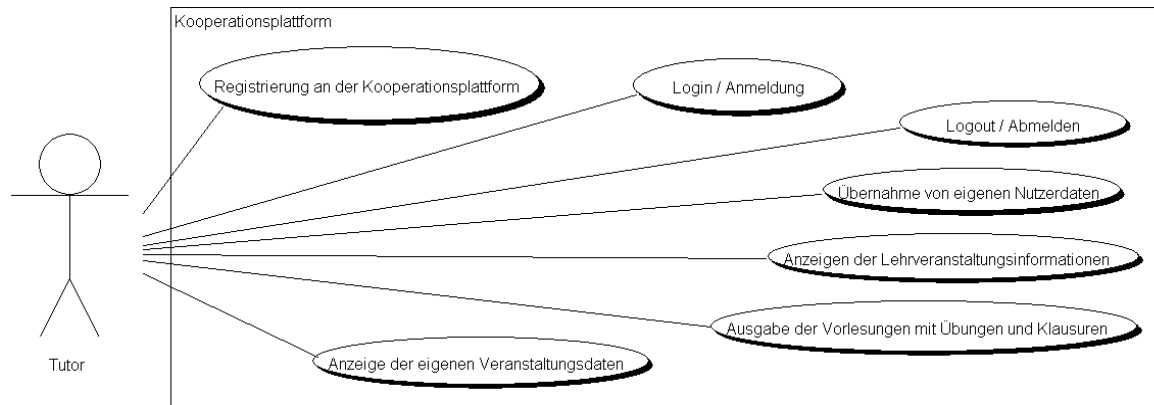 Kooperationsplattform
Registrierung an der Kooperationsplattform
Login / Anmeldung
Logout / Abmelden
Übernahme von eigenen Nutzerdaten
Anzeigen der Lehrveranstaltungsinformationen
Ausgabe der Vorlesungen mit Übungen und Klausuren
Anzeige der eigenen Veranstaltungsdaten
Tutor